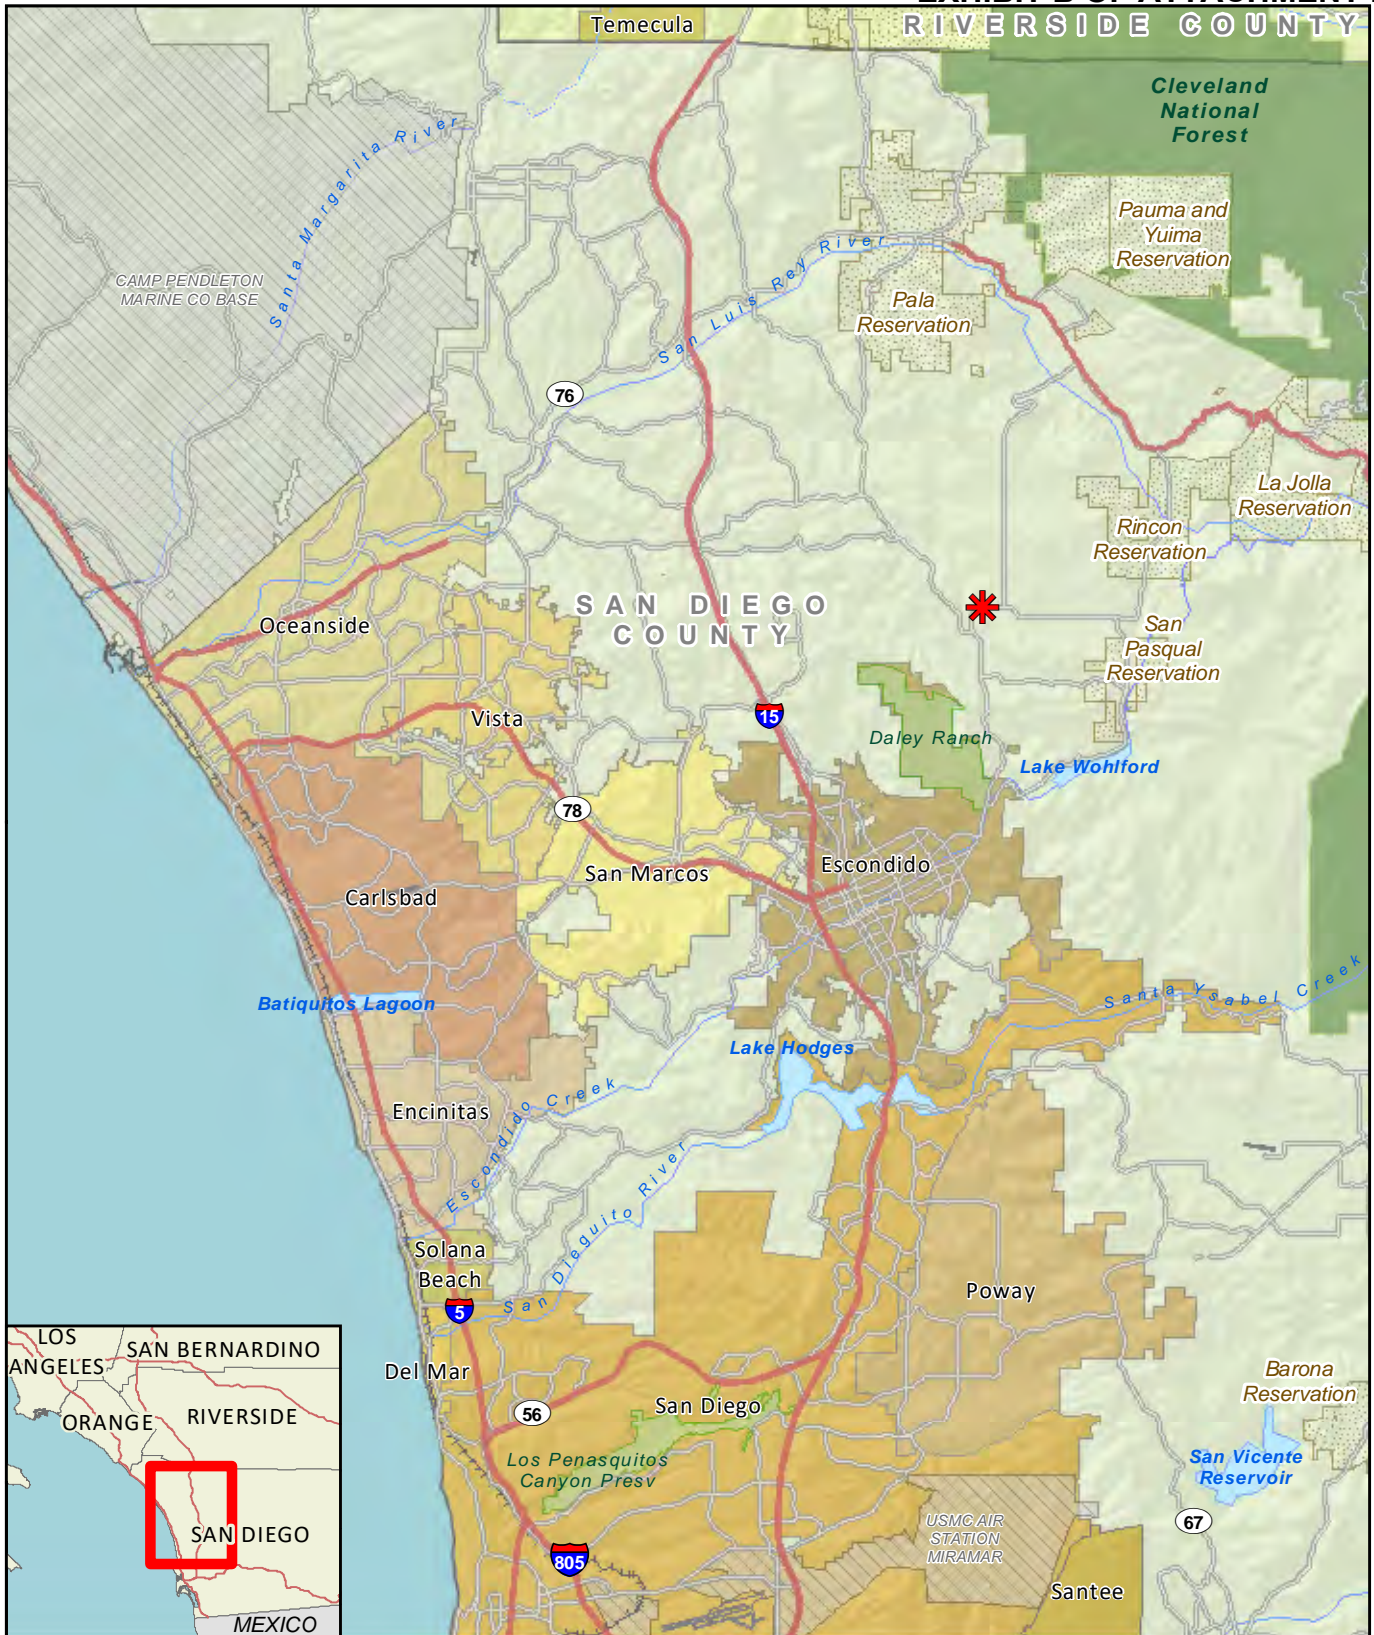 EXHIBIT B OF ATTACHMENT
Temecula
RIVERSIDE COUNTY
Cleveland
National
Forest
Santa Margarita River
Pauma and
Yuima
Reservation
San Luis Rey River
CAMP PENDLETON
MARINE CO BASE
Pala
Reservation
76
La Jolla
Reservation
Rincon
Reservation
SAN DIEGO
COUNTY
Oceanside
San
Pasqual
Reservation
Vista
15
Daley Ranch
Lake Wohlford
78
San Marcos
Escondido
Carlsbad
Batiquitos Lagoon
Santa Ysabel Creek
Lake Hodges
Encinitas
Escondido Creek
San Dieguito River
Solana
Beach
5
Poway
Del Mar
San Diego
56
Barona
Reservation
Los Penasquitos
Canyon Presv
San Vicente
Reservoir
67
USMC AIR
STATION
MIRAMAR
805
Santee
LOS
ANGELES
SAN BERNARDINO
ORANGE
RIVERSIDE
SAN DIEGO
MEXICO